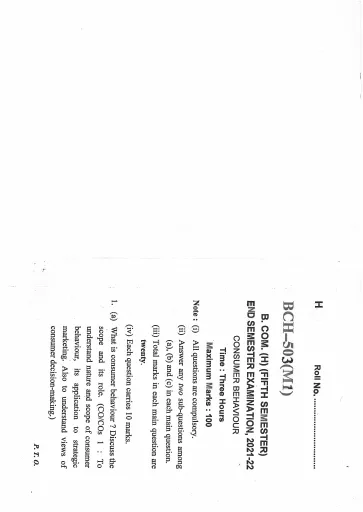 H
Roll No. ..............................
BCH-503(M1)
B. COM. (H) (FIFTH SEMESTER)
END SEMESTER EXAMINATION, 2021-22
CONSUMER BEHAVIOUR
Time : Three Hours
Maximum Marks : 100
Note : (i) All questions are compulsory.
(ii) Answer any two sub-questions among
(a), (b) and (c) in each main question.
(iii) Total marks in each main question are
twenty.
(iv) Each question carries 10 marks.
1. (a) What is consumer behaviour ? Discuss the
scope and its role. (CO/COs 1 : To
understand nature and scope of consumer
behaviour, its application to strategic
marketing. Also to understand views of
consumer decision-making.)
P. T. O.